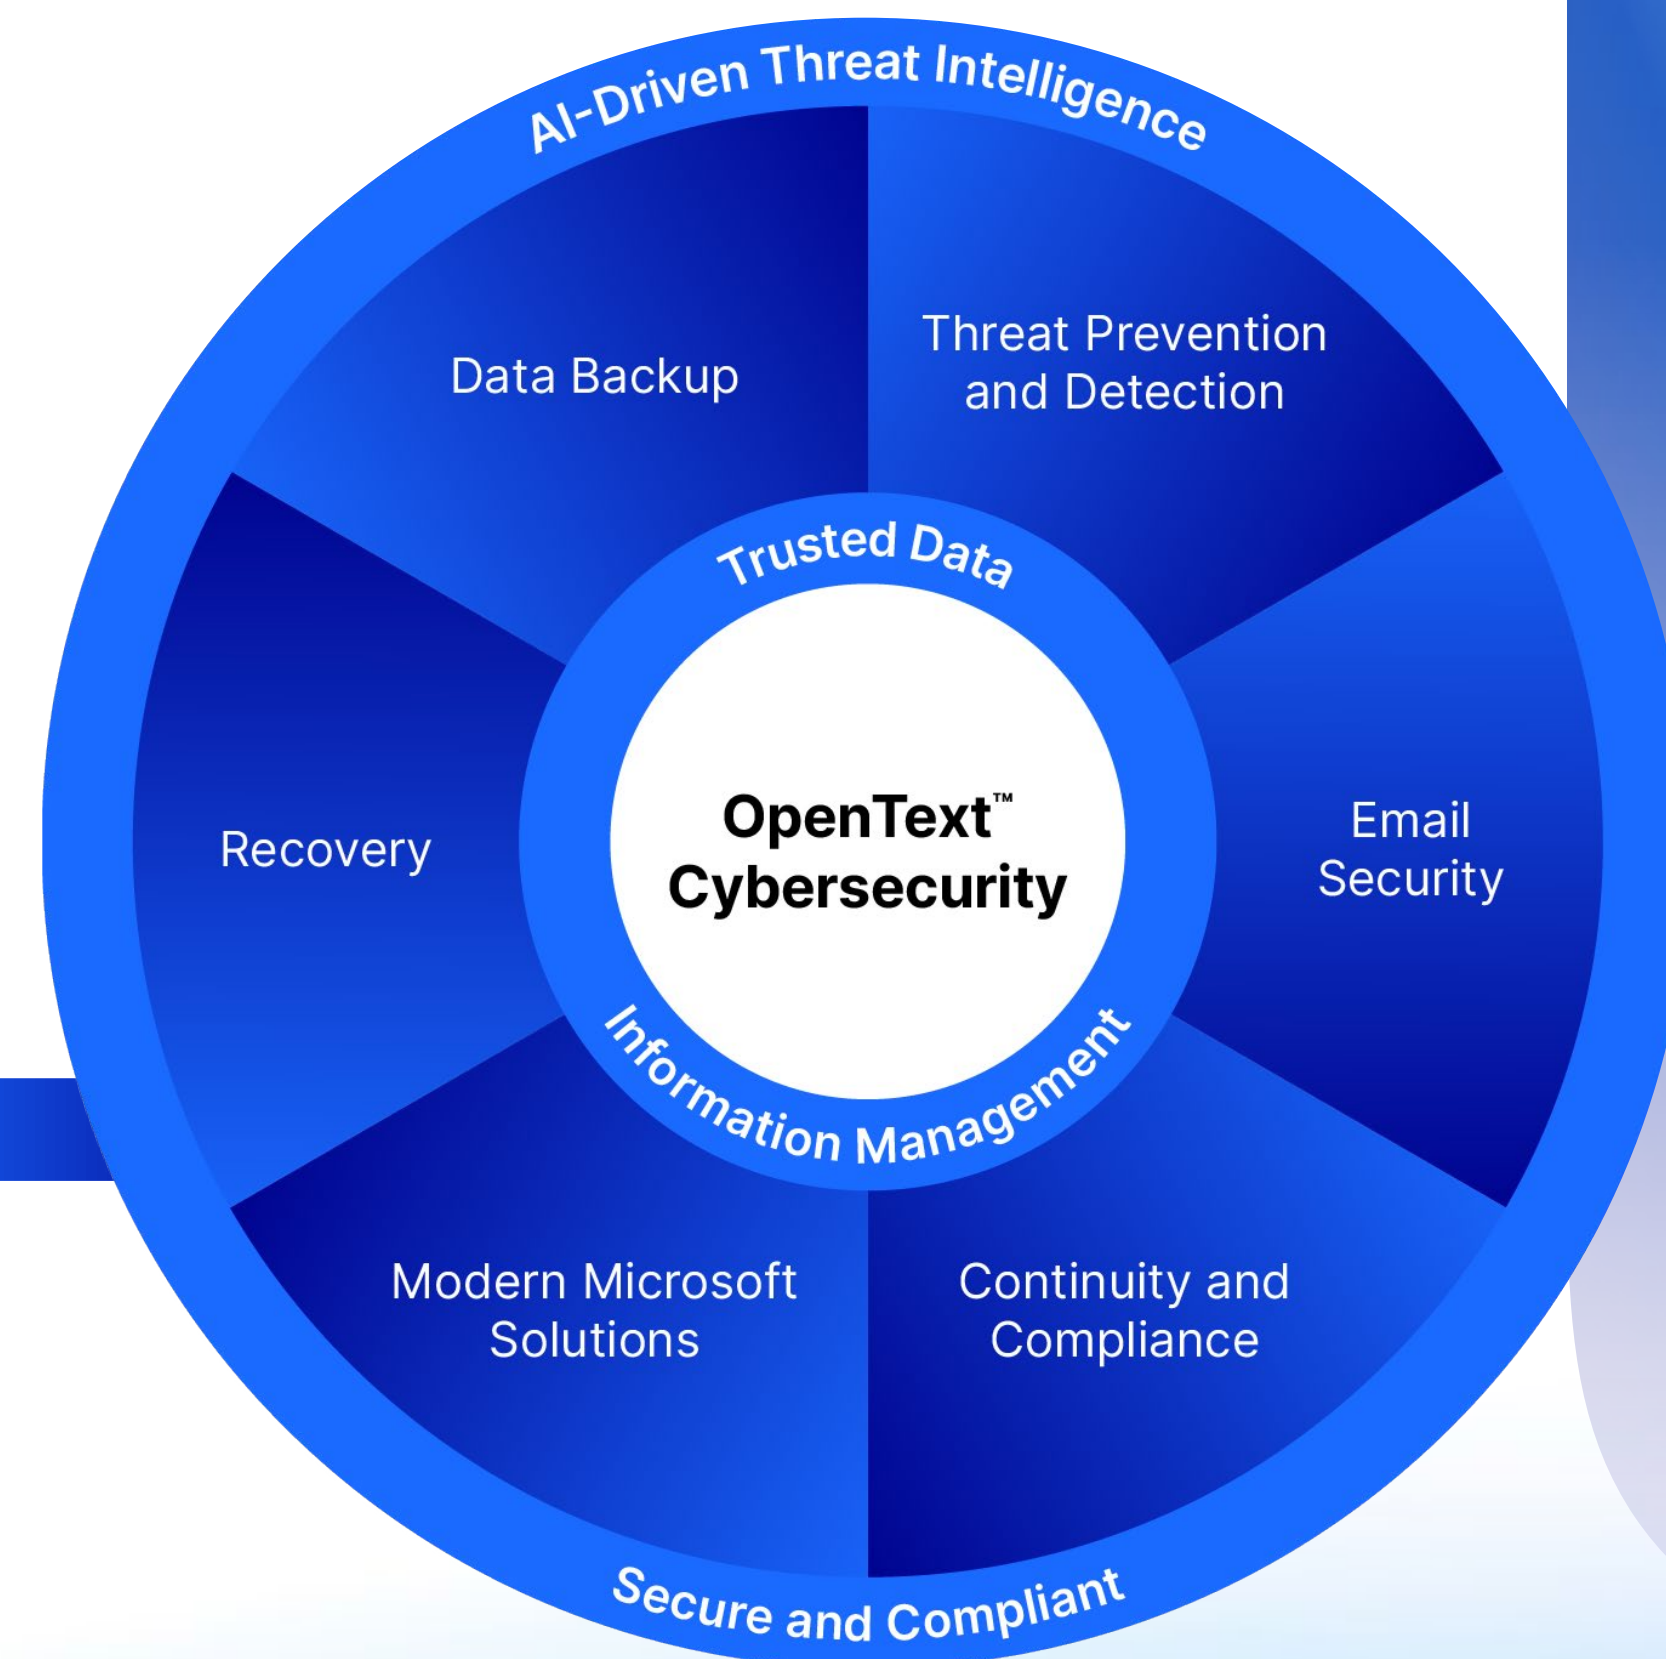 AI-Driven Threat Intelligence
Data Backup
Threat Prevention
and Detection
Trusted Data
OpenText™
Cybersecurity
Recovery
Email
Security
Information Management
Modern Microsoft
Solutions
Continuity and
Compliance
Secure and Compliant